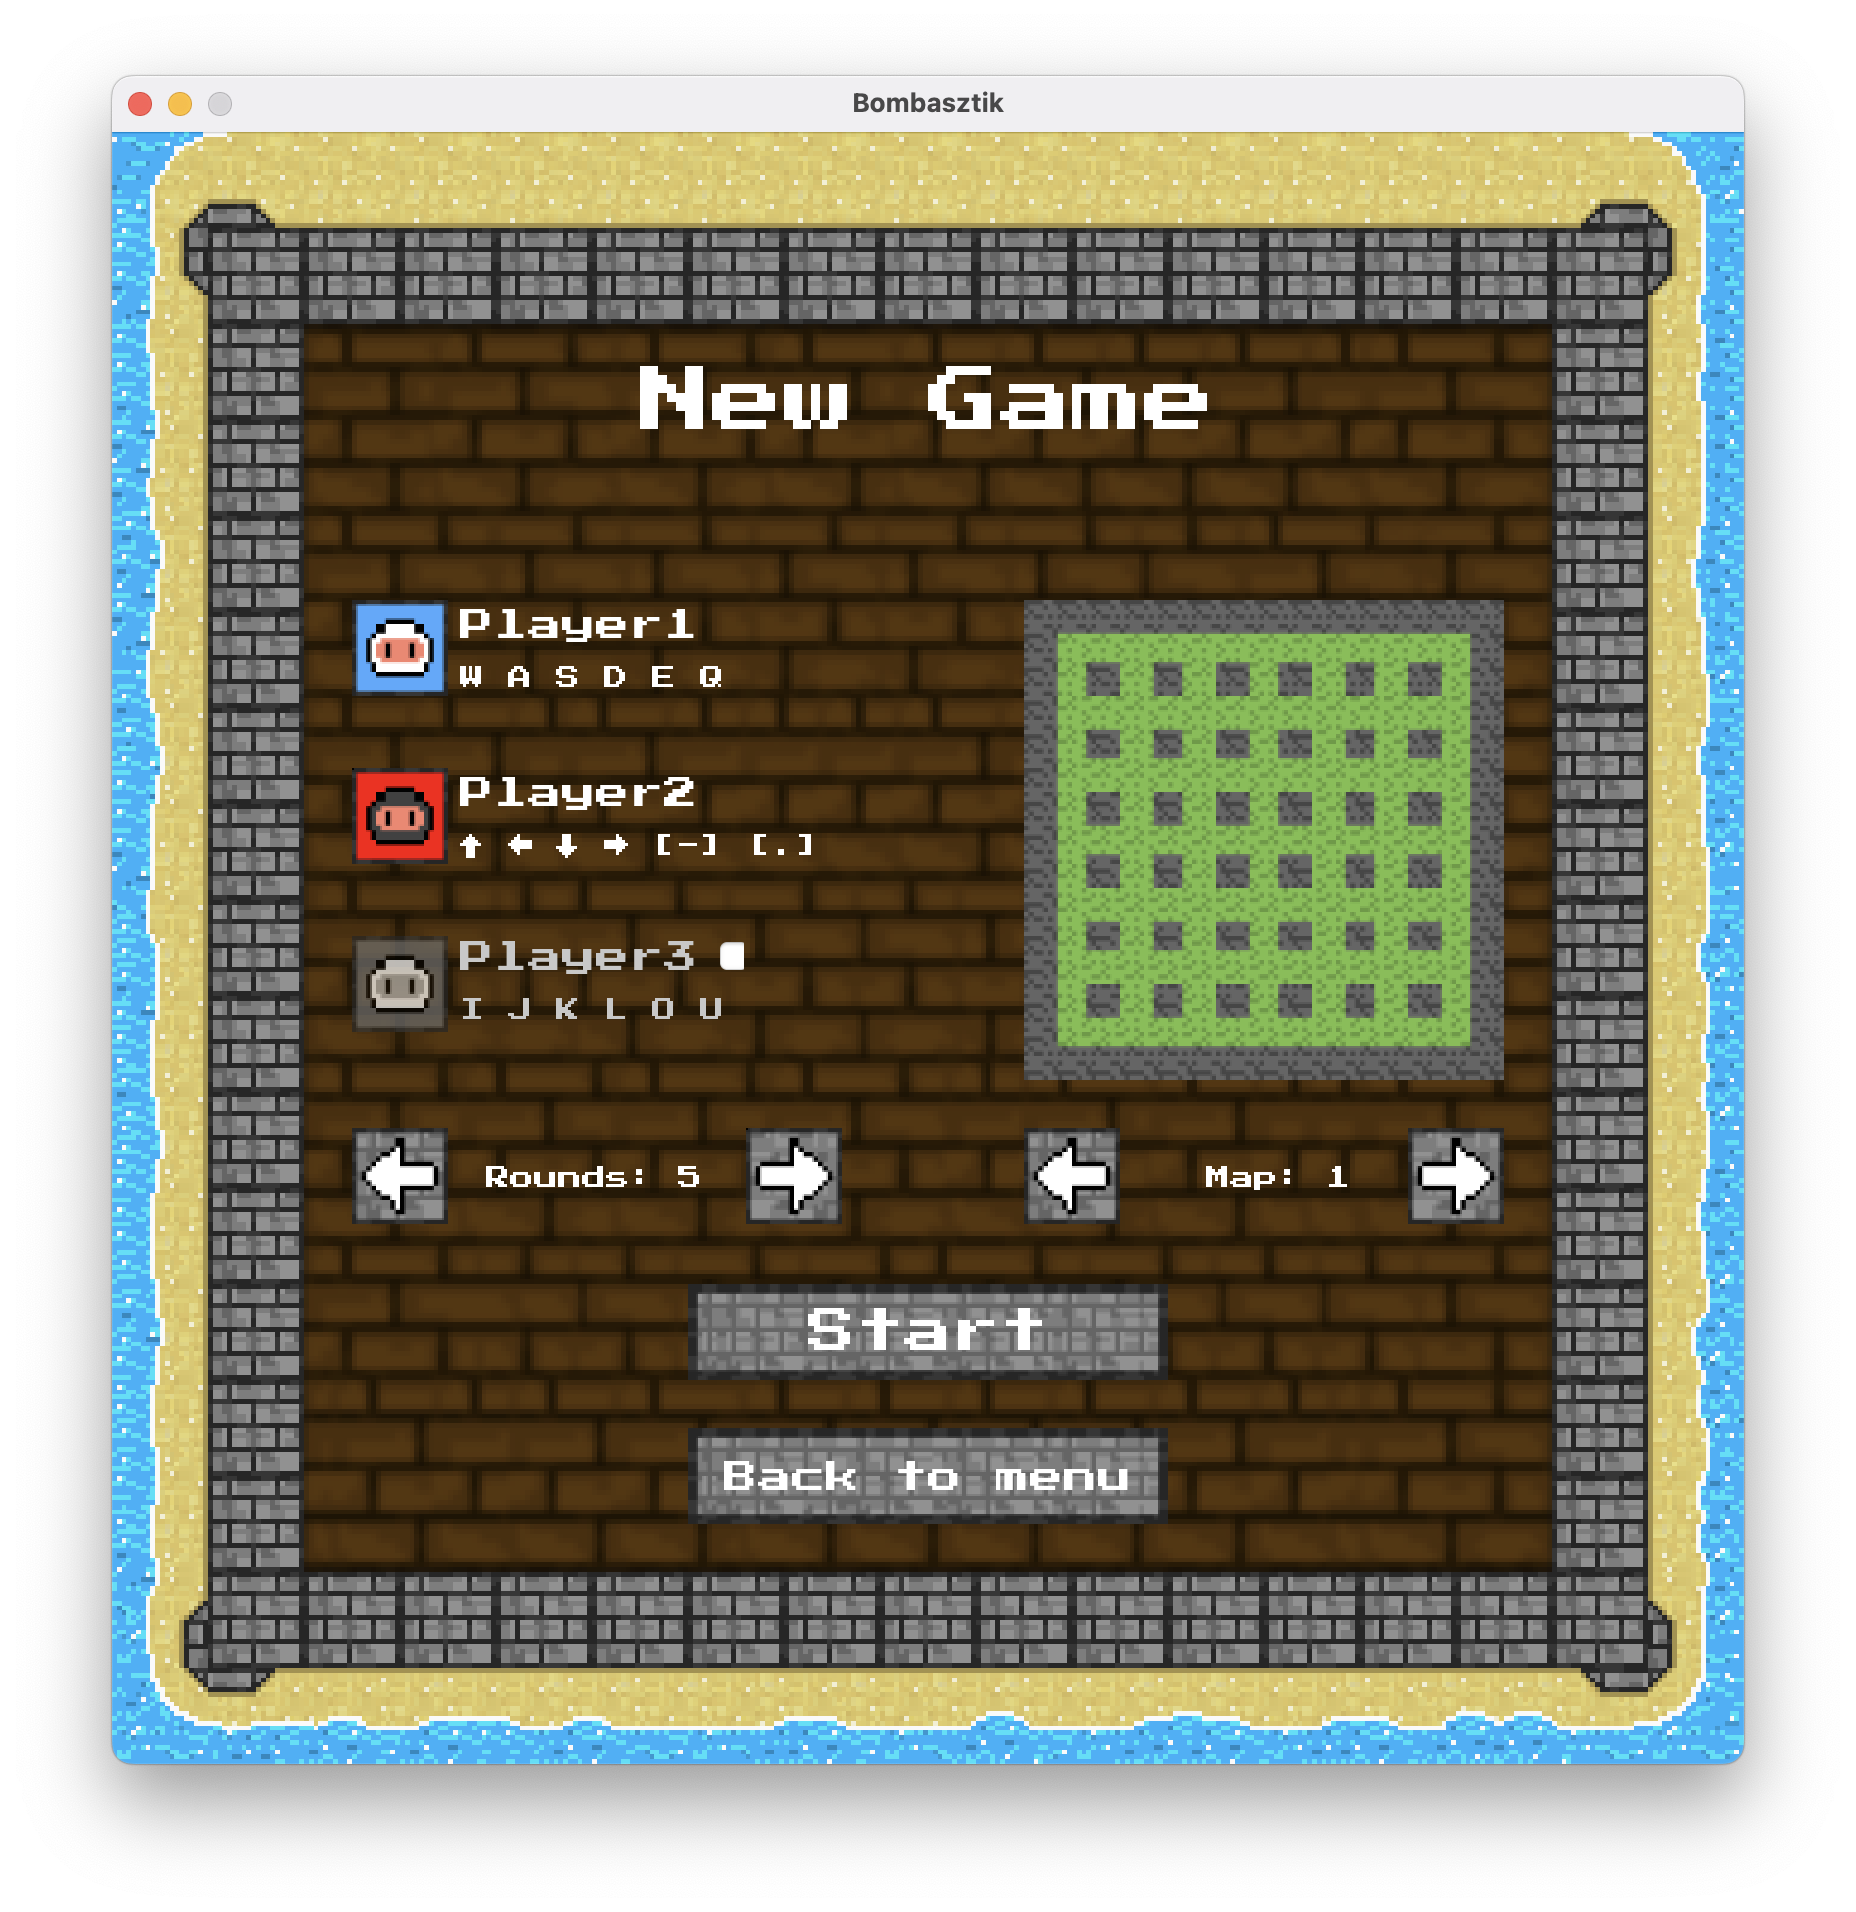 Bombasztik
New Game
Player1
W A S D E Q
Player2
↑ ← ↓ → [-] [.]
Player3
I J K L O U
Rounds: 5
Map: 1
Start
Back to menu